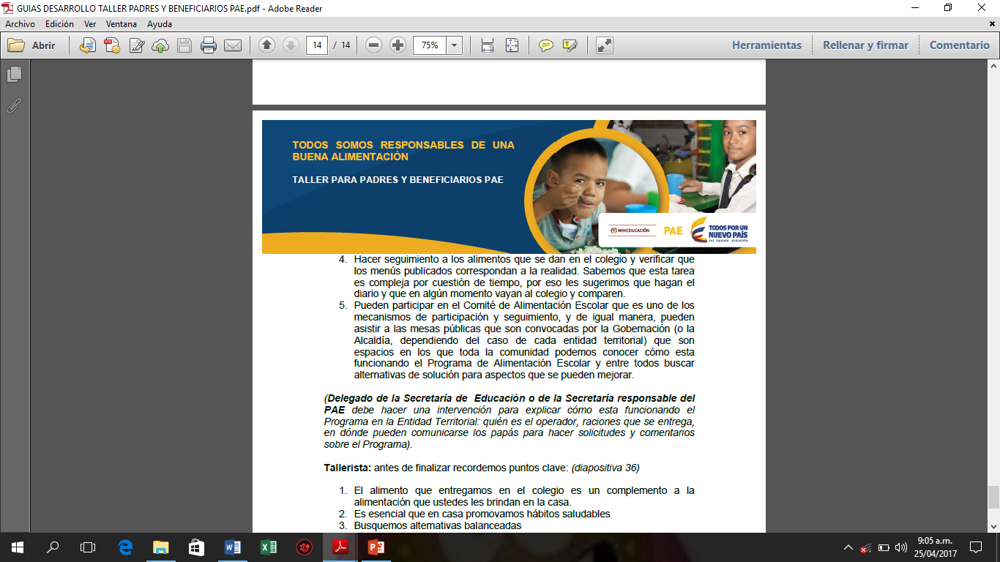 GUIAS DESARROLLO TALLER PADRES Y BENEFICIARIOS PAE.pdf - Adobe Reader
Archivo Edición Ver Ventana Ayuda
Abrir 14 / 14 75% Herramientas Rellenar y firmar Comentario
TODOS SOMOS RESPONSABLES DE UNA
BUENA ALIMENTACIÓN
TALLER PARA PADRES Y BENEFICIARIOS PAE
MINEDUCACIÓN
PAE
TODOS POR UN
NUEVO PAÍS
PAZ EQUIDAD EDUCACIÓN
4. Hacer seguimiento a los alimentos que se dan en el colegio y verificar que
los menús publicados correspondan a la realidad. Sabemos que esta tarea
es compleja por cuestión de tiempo, por eso les sugerimos que hagan el
diario y que en algún momento vayan al colegio y comparen.
5. Pueden participar en el Comité de Alimentación Escolar que es uno de los
mecanismos de participación y seguimiento, y de igual manera, pueden
asistir a las mesas públicas que son convocadas por la Gobernación (o la
Alcaldía, dependiendo del caso de cada entidad territorial) que son
espacios en los que toda la comunidad podemos conocer cómo esta
funcionando el Programa de Alimentación Escolar y entre todos buscar
alternativas de solución para aspectos que se pueden mejorar.
(Delegado de la Secretaría de Educación o de la Secretaría responsable del
PAE debe hacer una intervención para explicar cómo esta funcionando el
Programa en la Entidad Territorial: quién es el operador, raciones que se entrega,
en dónde pueden comunicarse los papás para hacer solicitudes y comentarios
sobre el Programa).
Tallerista: antes de finalizar recordemos puntos clave: (diapositiva 36)
1. El alimento que entregamos en el colegio es un complemento a la
alimentación que ustedes les brindan en la casa.
2. Es esencial que en casa promovamos hábitos saludables
3. Busquemos alternativas balanceadas
9:05 a.m.
25/04/2017